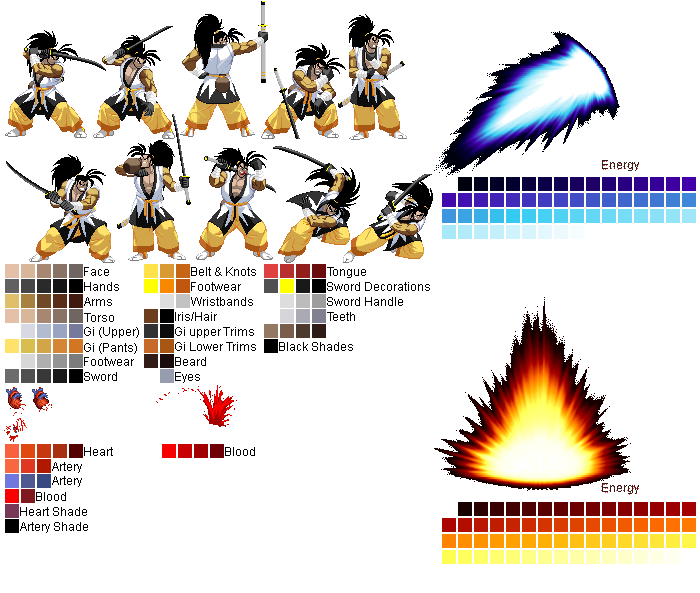 Energy
Face
Hands
Arms
Torso
Gi (Upper)
Gi (Pants)
Footwear
Sword
Belt & Knots
Footwear
Wristbands
Iris/Hair
Gi upper Trims
Gi Lower Trims
Beard
Eyes
Tongue
Sword Decorations
Sword Handle
Teeth
Black Shades
Heart
Artery
Artery
Blood
Heart Shade
Artery Shade
Blood
Energy